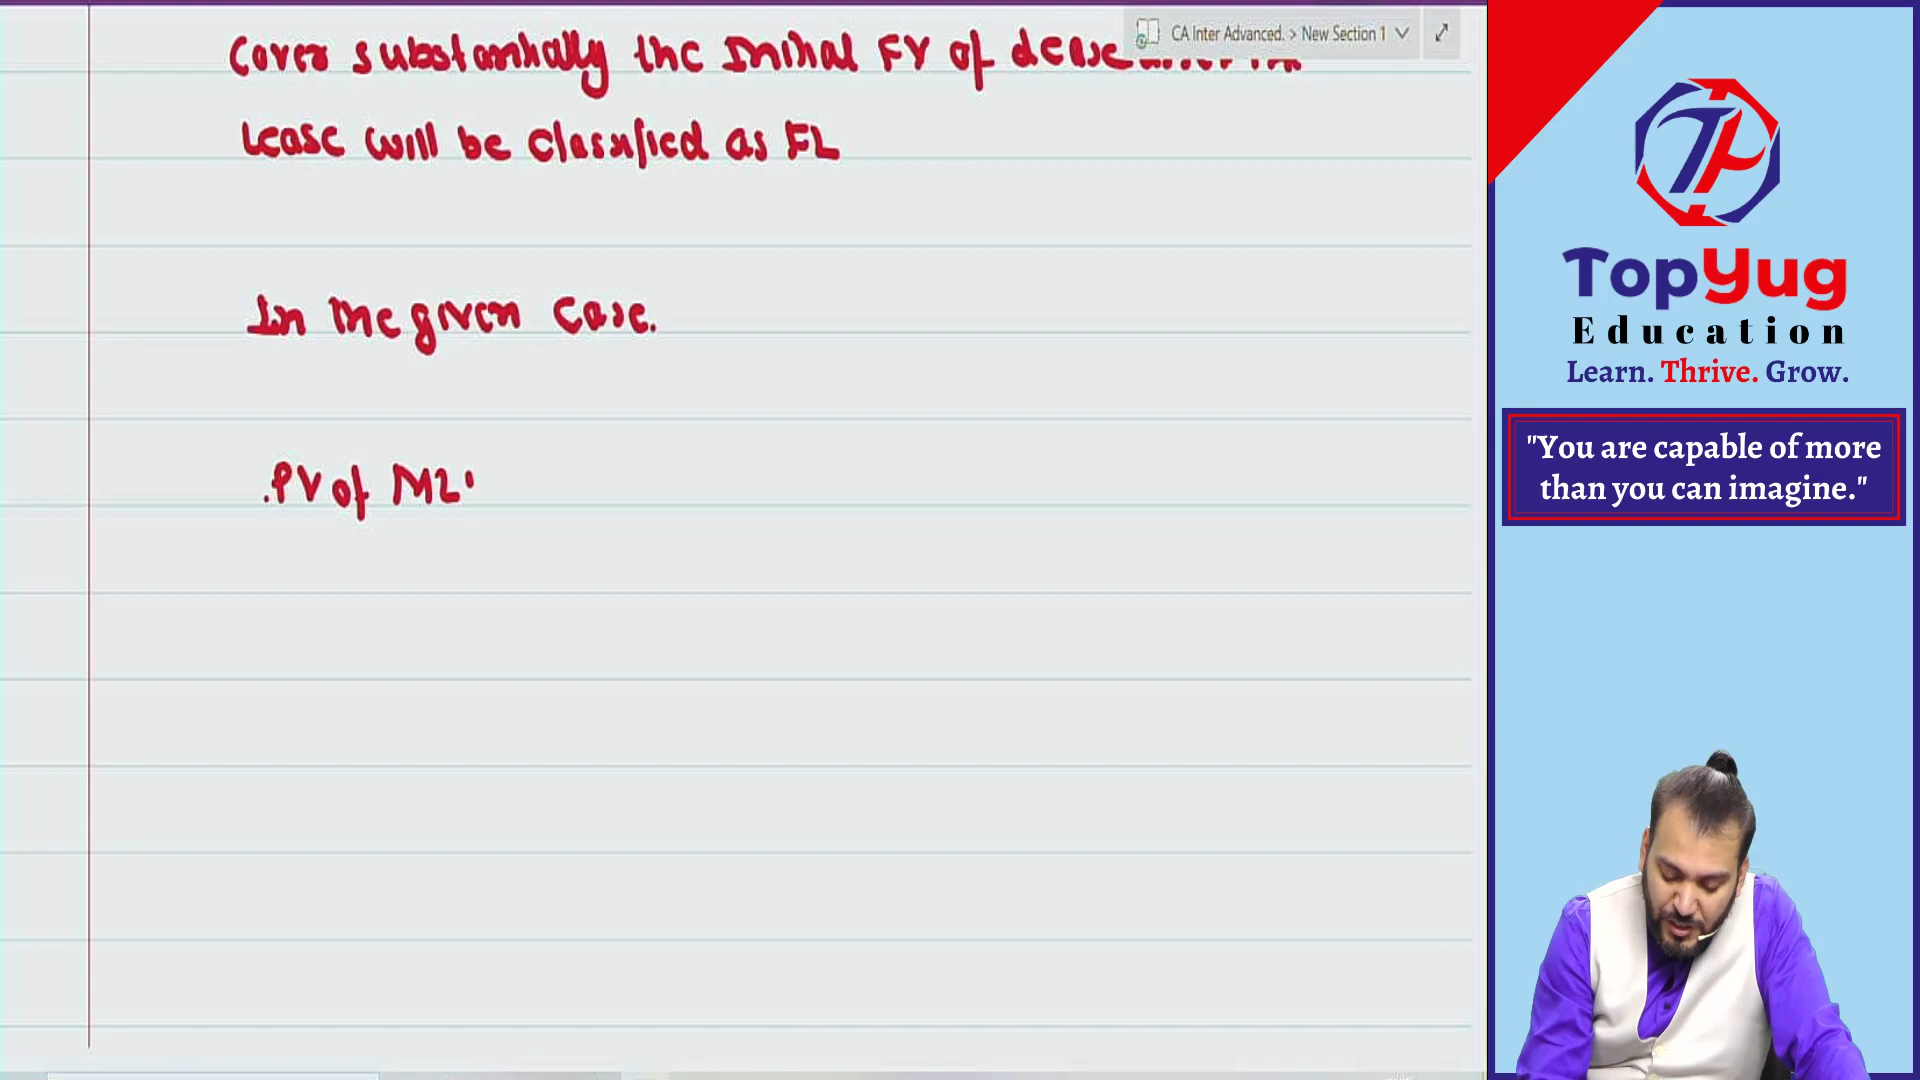 Cover substantially the Initial FV of lease
lease will be classified as FL
In the given case.
PV of ML
CA Inter Advanced. > New Section 1
TopYug
Education
Learn. Thrive. Grow.
"You are capable of more
than you can imagine."